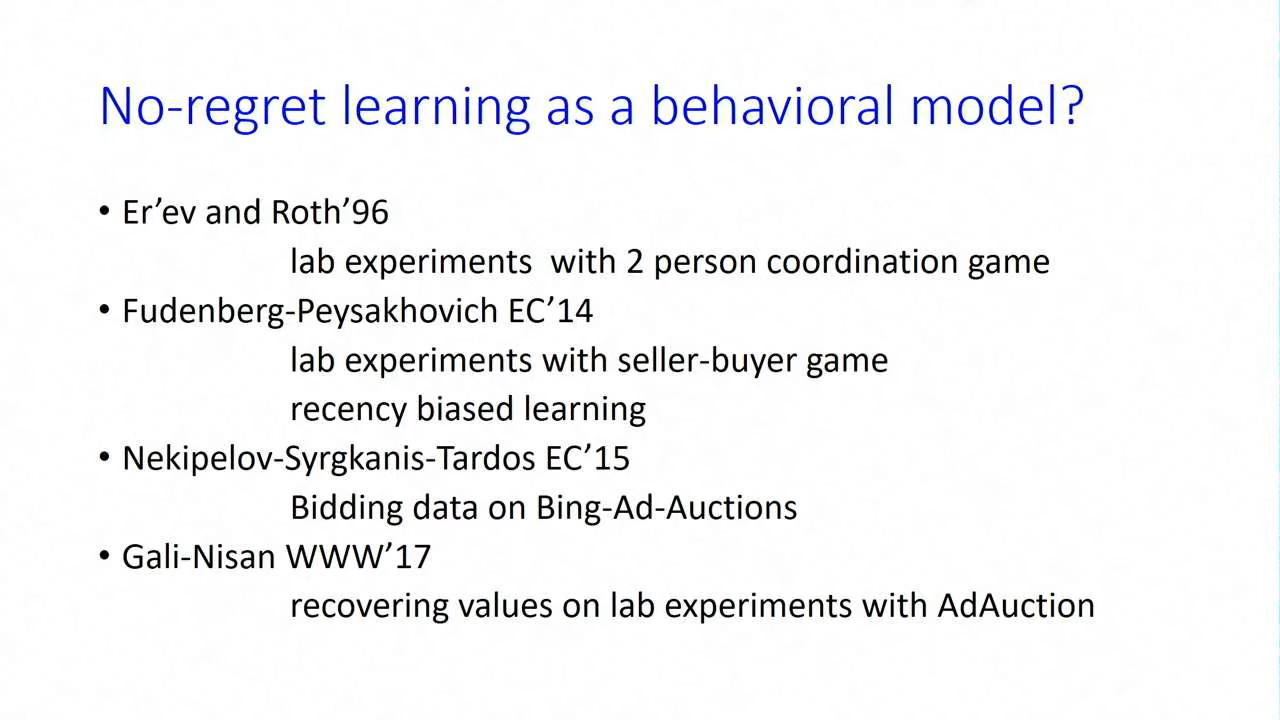 No-regret learning as a behavioral model?
• Er’ev and Roth’96
lab experiments  with 2 person coordination game
• Fudenberg-Peysakhovich EC’14
lab experiments with seller-buyer game
recency biased learning
• Nekipelov-Syrgkanis-Tardos EC’15
Bidding data on Bing-Ad-Auctions
• Gali-Nisan WWW’17
recovering values on lab experiments with AdAuction